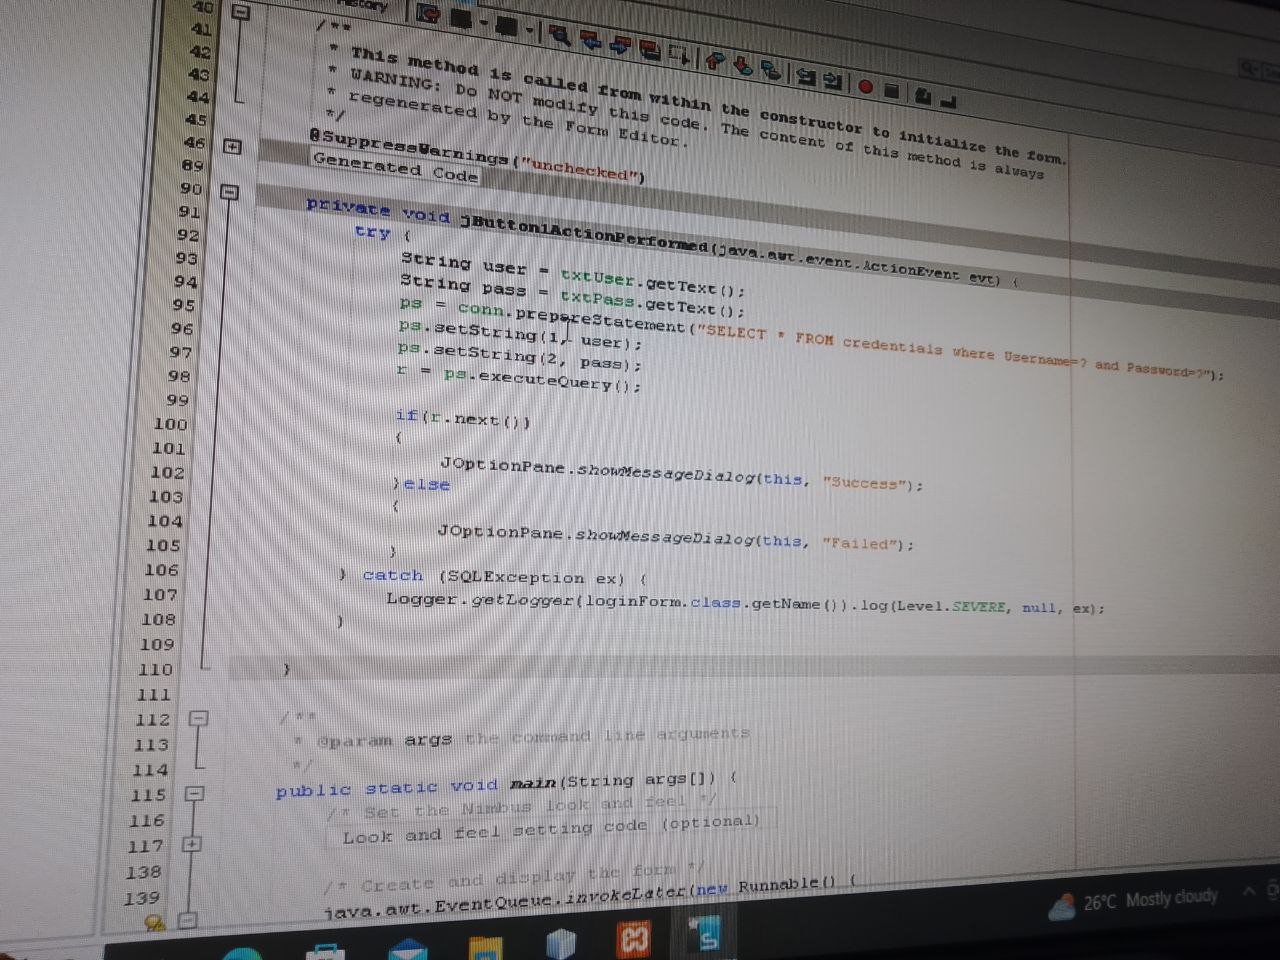 History
40
41 /**
42 * This method is called from within the constructor to initialize the form.
43 * WARNING: Do NOT modify this code. The content of this method is always
44 * regenerated by the Form Editor.
45 */
46 @SuppressWarnings("unchecked")
89 Generated Code
90
91 private void jButton1ActionPerformed(java.awt.event.ActionEvent evt) {
92 try {
93 String user = txtUser.getText();
94 String pass = txtPass.getText();
95 ps = conn.prepareStatement("SELECT * FROM credentials where Username=? and Password=?");
96 ps.setString(1, user);
97 ps.setString(2, pass);
98 r = ps.executeQuery();
99
100 if(r.next())
101 {
102 JOptionPane.showMessageDialog(this, "Success");
103 }else
104 {
105 JOptionPane.showMessageDialog(this, "Failed");
106 }
107 } catch (SQLException ex) {
108 Logger.getLogger(loginForm.class.getName()).log(Level.SEVERE, null, ex);
109 }
110 }
111
112 /**
113 * @param args the command line arguments
114 */
115 public static void main(String args[]) {
116 /* Set the Nimbus look and feel */
117 Look and feel setting code (optional)
138
139 /* Create and display the form */
java.awt.EventQueue.invokeLater(new Runnable() {
26°C Mostly cloudy